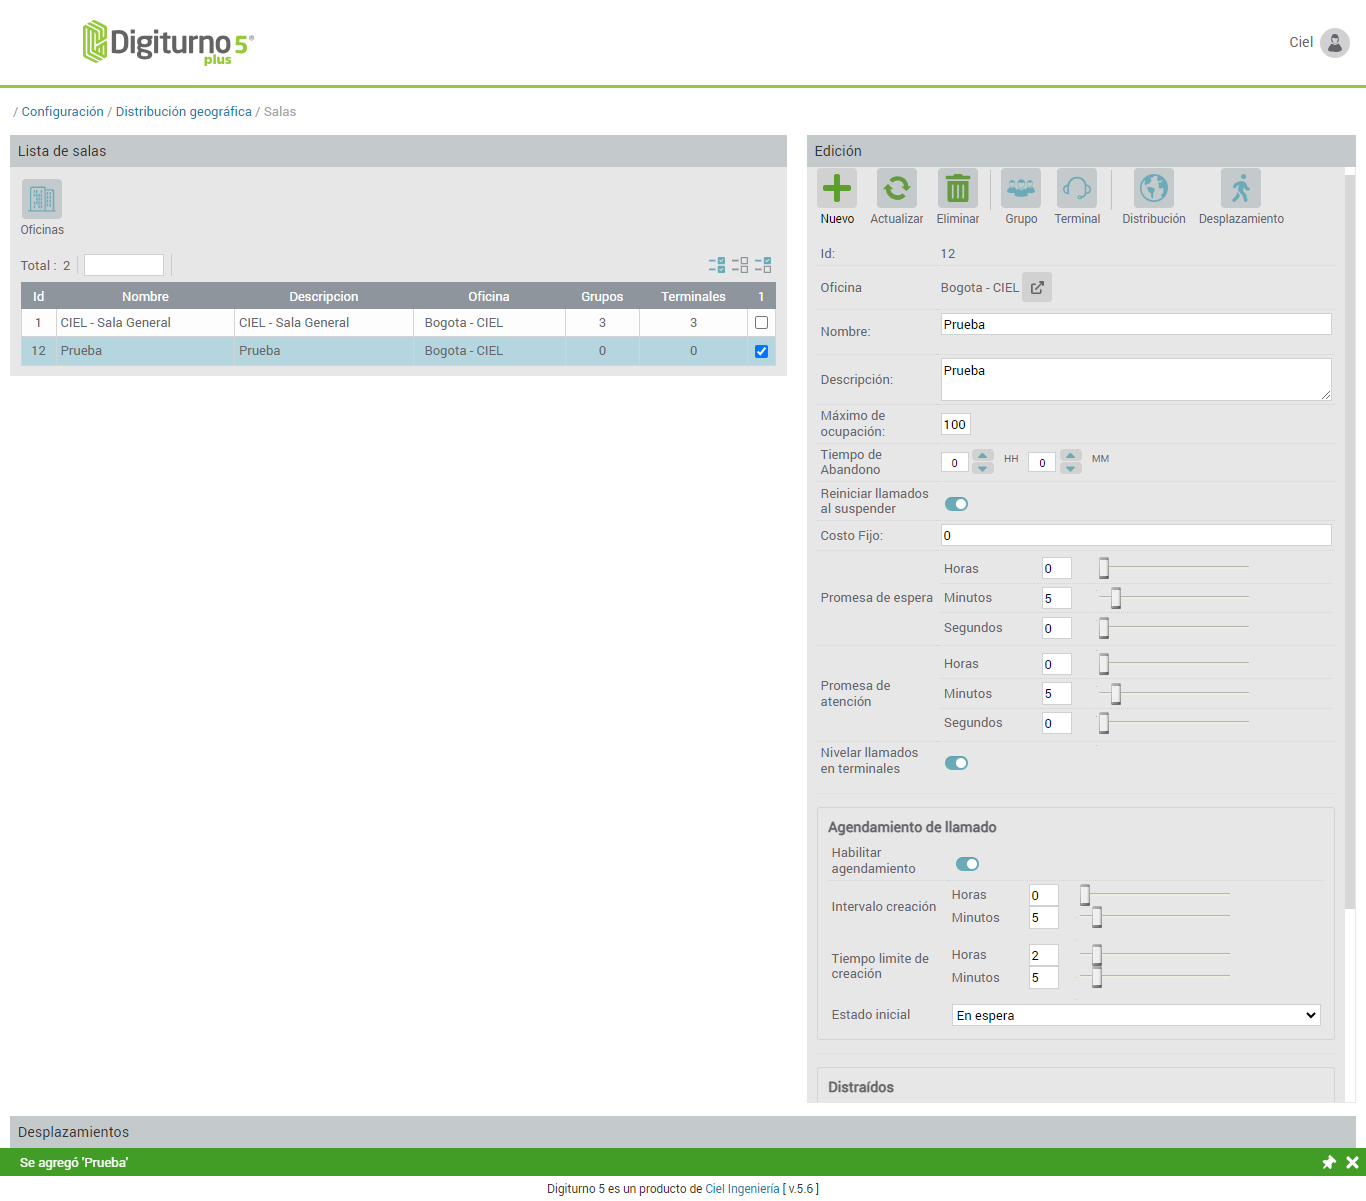 Digiturno 5®
plus
Ciel
/ Configuración / Distribución geográfica / Salas
Lista de salas
Oficinas
Total : 2
Id Nombre Descripcion Oficina Grupos Terminales 1
1 CIEL - Sala General CIEL - Sala General Bogota - CIEL 3 3
12 Prueba Prueba Bogota - CIEL 0 0
Edición
Nuevo Actualizar Eliminar Grupo Terminal Distribución Desplazamiento
Id: 12
Oficina Bogota - CIEL
Nombre: Prueba
Descripción: Prueba
Máximo de
ocupación: 100
Tiempo de
Abandono 0 HH 0 MM
Reiniciar llamados
al suspender
Costo Fijo: 0
Promesa de espera
Horas 0
Minutos 5
Segundos 0
Promesa de
atención
Horas 0
Minutos 5
Segundos 0
Nivelar llamados
en terminales
Agendamiento de llamado
Habilitar
agendamiento
Intervalo creación
Horas 0
Minutos 5
Tiempo limite de
creación
Horas 2
Minutos 5
Estado inicial En espera
Distraídos
Desplazamientos
Se agregó 'Prueba'
Digiturno 5 es un producto de Ciel Ingeniería [ v.5.6 ]